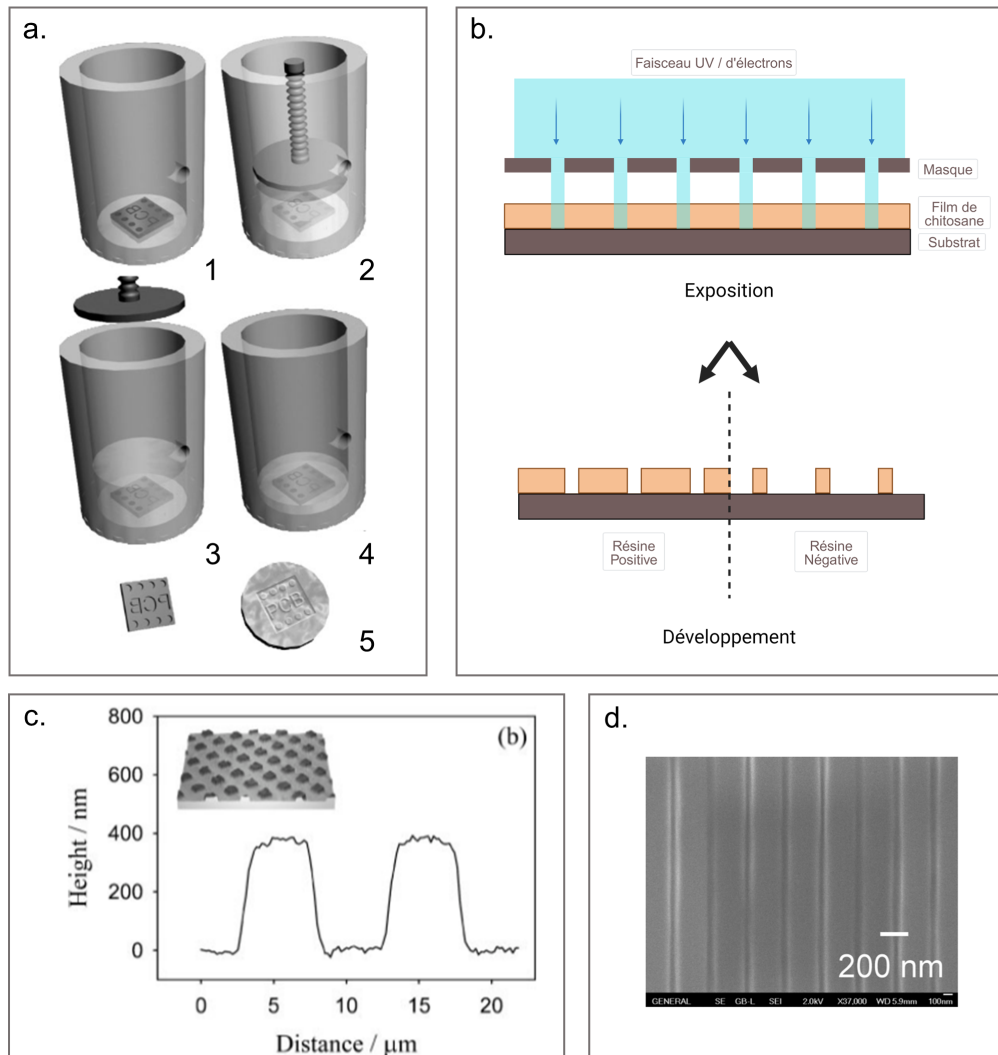 a.
PCB
PCB
1
2
PCB
PCB
3
4
PCB
PCB
5
b.
Faisceau UV / d'électrons
Masque
Film de
chitosane
Substrat
Exposition
Résine
Positive
Résine
Négative
Développement
c.
(b)
800
600
400
200
0
Height / nm
0
5
10
15
20
Distance / μm
d.
200 nm
GENERAL SE GB-L SEI 2.0kV X37,000 WD 5.9mm 100nm